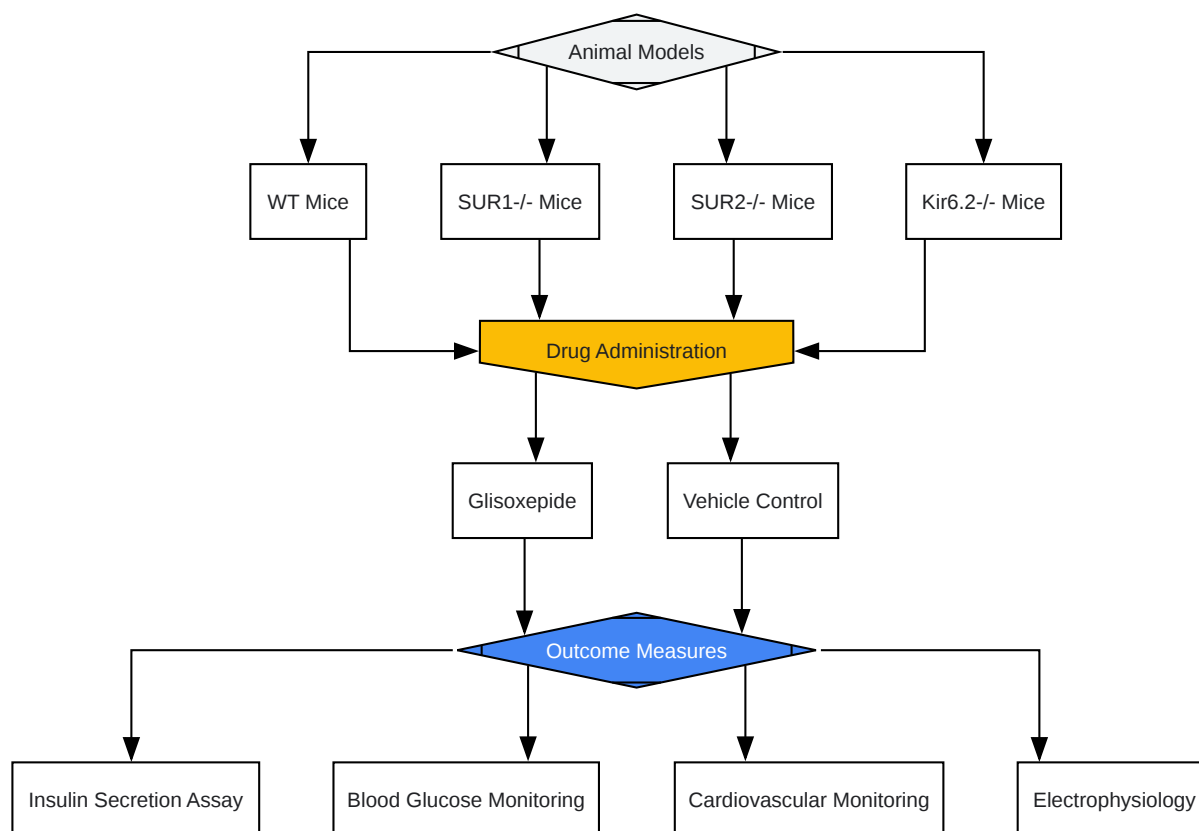 Animal Models
WT Mice
SUR1-/- Mice
SUR2-/- Mice
Kir6.2-/- Mice
Drug Administration
Glisoxepide
Vehicle Control
Outcome Measures
Insulin Secretion Assay
Blood Glucose Monitoring
Cardiovascular Monitoring
Electrophysiology